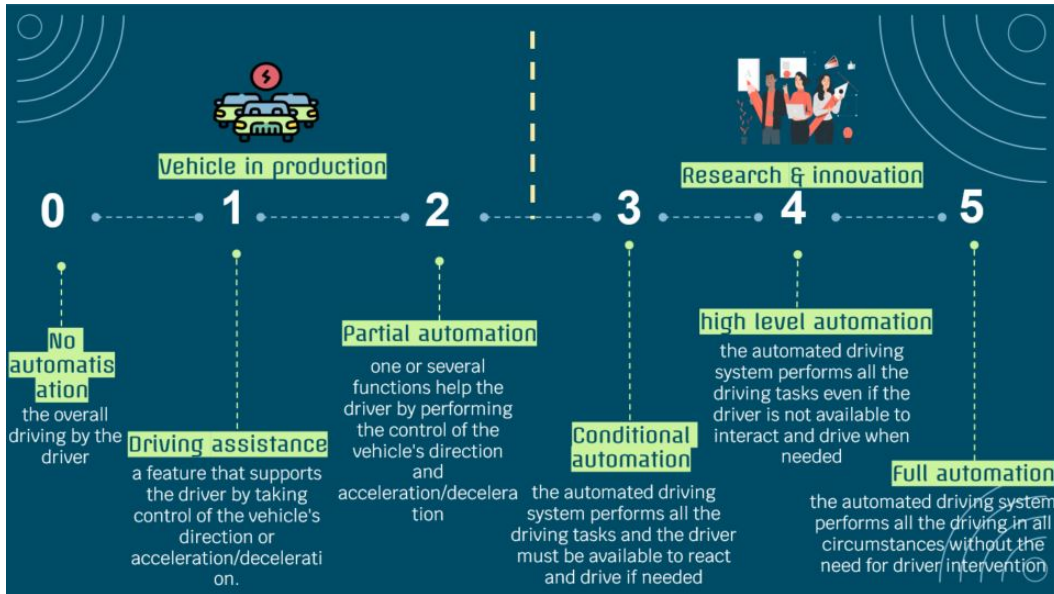 Vehicle in production
Research & innovation
0
1
2
3
4
5
No
automatis
ation
the overall
driving by the
driver
Driving assistance
a feature that supports
the driver by taking
control of the vehicle's
direction or
acceleration/decelerati
on.
Partial automation
one or several
functions help the
driver by performing
the control of the
vehicle's direction
and
acceleration/decelera
tion
Conditional
automation
the automated driving
system performs all the
driving tasks and the driver
must be available to react
and drive if needed
high level automation
the automated driving
system performs all the
driving tasks even if the
driver is not available to
interact and drive when
needed
Full automation
the automated driving system
performs all the driving in all
circumstances without the
need for driver intervention